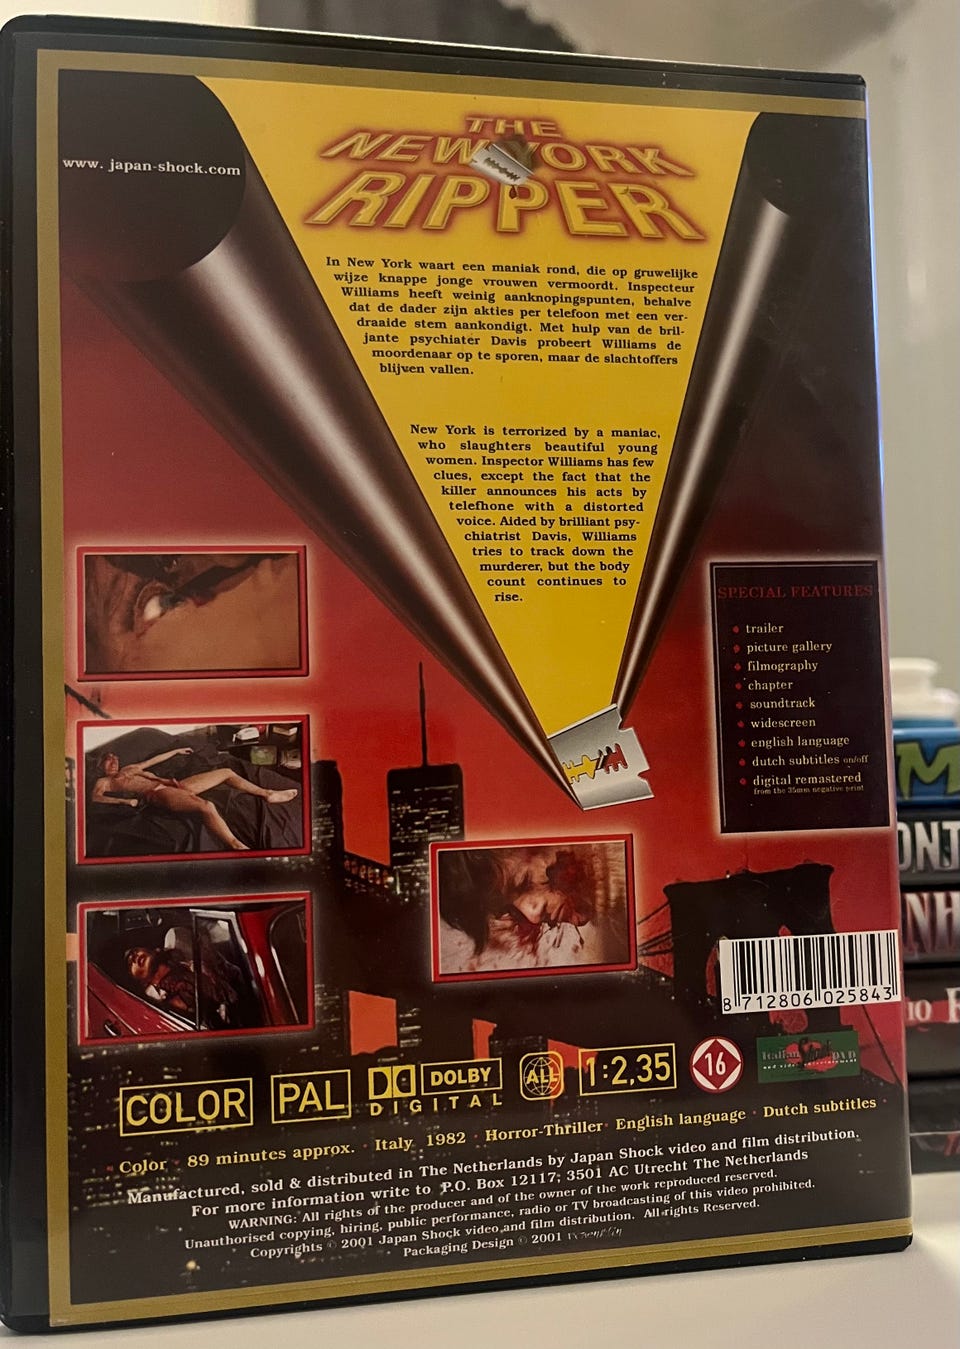 www. japan-shock.com
THE
NEW YORK
RIPPER
In New York waart een maniak rond, die op gruwelijke
wijze knappe jonge vrouwen vermoordt. Inspecteur
Williams heeft weinig aanknopingspunten, behalve
dat de dader zijn akties per telefoon met een ver-
draaide stem aankondigt. Met hulp van de bril-
jante psychiater Davis probeert Williams de
moordenaar op te sporen, maar de slachtoffers
blijven vallen.
New York is terrorized by a maniac,
who slaughters beautiful young
women. Inspector Williams has few
clues, except the fact that the
killer announces his acts by
telefhone with a distorted
voice. Aided by brilliant psy-
chiatrist Davis, Williams
tries to track down the
murderer, but the body
count continues to
rise.
SPECIAL FEATURES
trailer
picture gallery
filmography
chapter
soundtrack
widescreen
english language
dutch subtitles on/off
digital remastered
from the 35mm negative print
8 712806 025843
COLOR PAL DOLBY DIGITAL ALL 1:2,35 16 Italian Shock DVD
and video entertainment
Color • 89 minutes approx. • Italy 1982 • Horror-Thriller • English language • Dutch subtitles •
Manufactured, sold & distributed in The Netherlands by Japan Shock video and film distribution.
For more information write to P.O. Box 12117; 3501 AC Utrecht The Netherlands
WARNING: All rights of the producer and of the owner of the work reproduced reserved.
Unauthorised copying, hiring, public performance, radio or TV broadcasting of this video prohibited.
Copyrights © 2001 Japan Shock video and film distribution. All rights Reserved.
Packaging Design © 2001